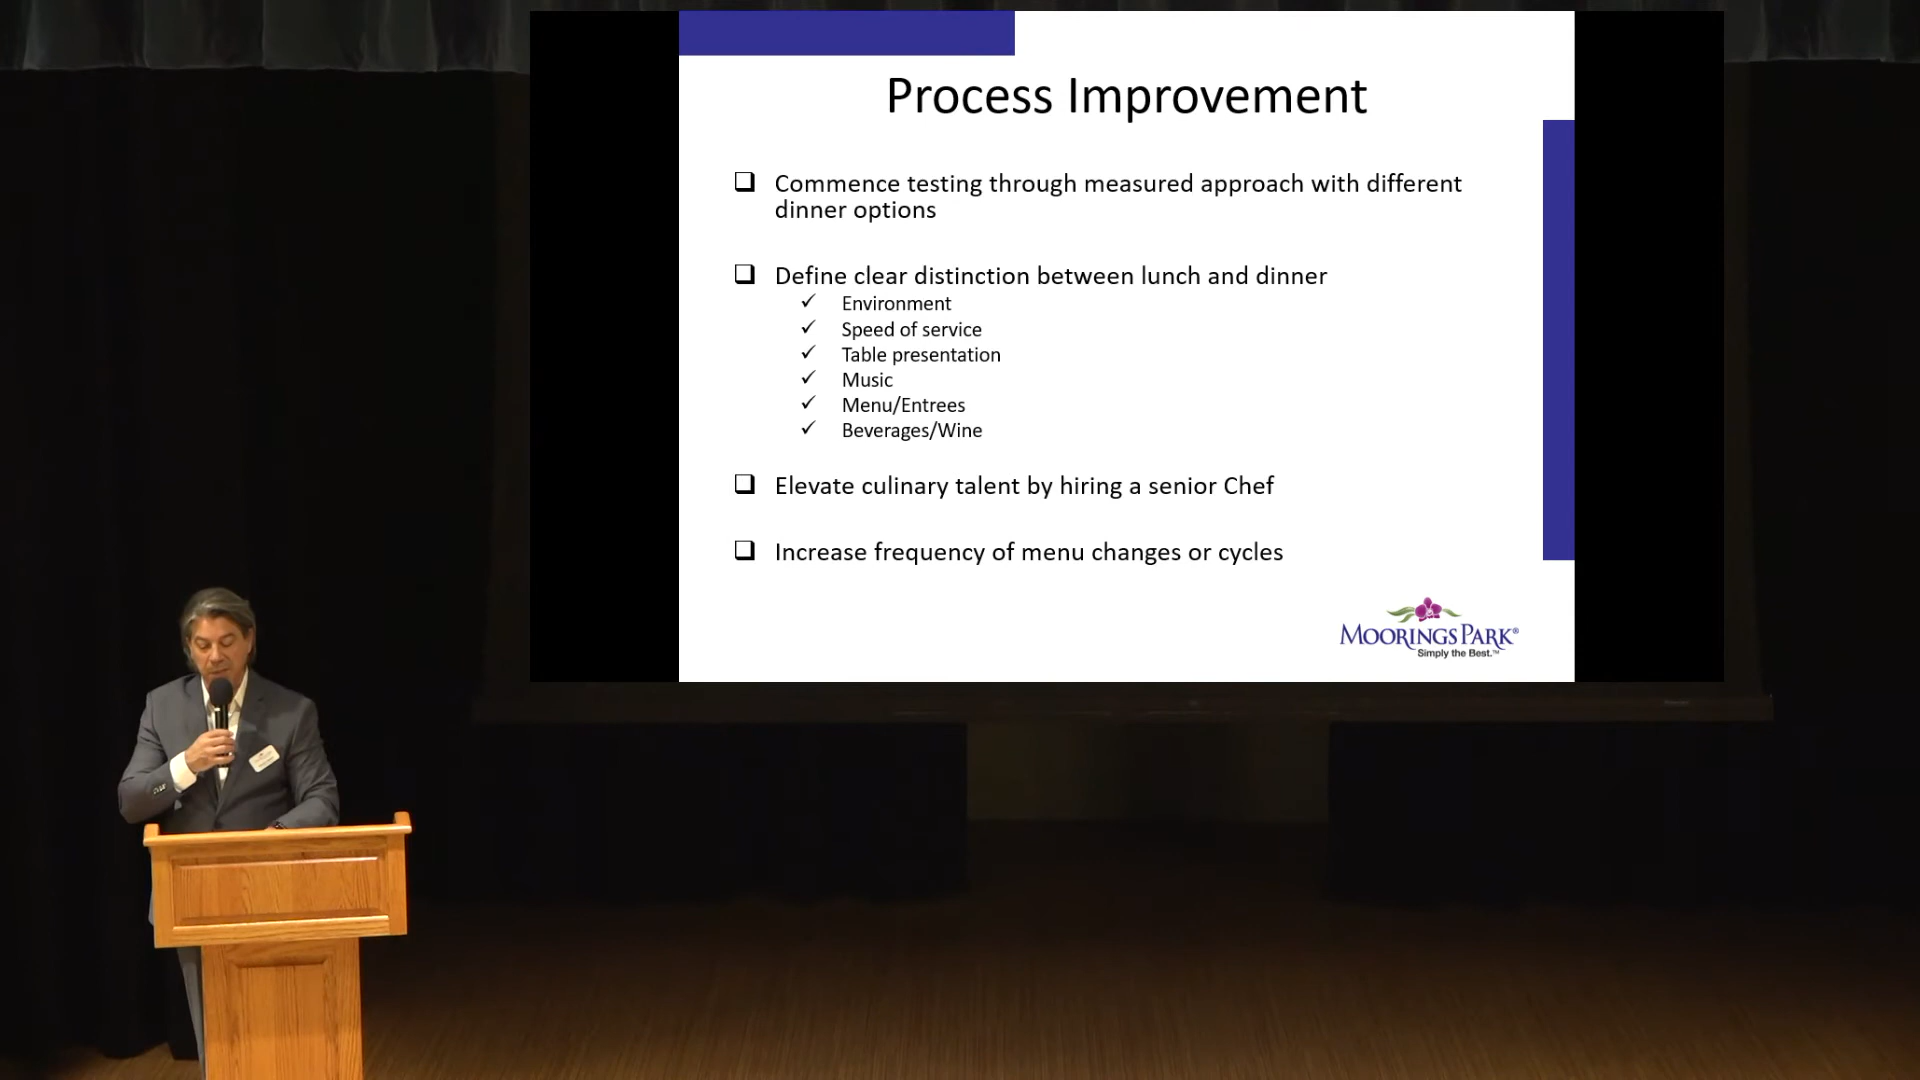 Process Improvement
Commence testing through measured approach with different
dinner options
Define clear distinction between lunch and dinner
Environment
Speed of service
Table presentation
Music
Menu/Entrees
Beverages/Wine
Elevate culinary talent by hiring a senior Chef
Increase frequency of menu changes or cycles
MOORINGS PARK®
Simply the Best.™